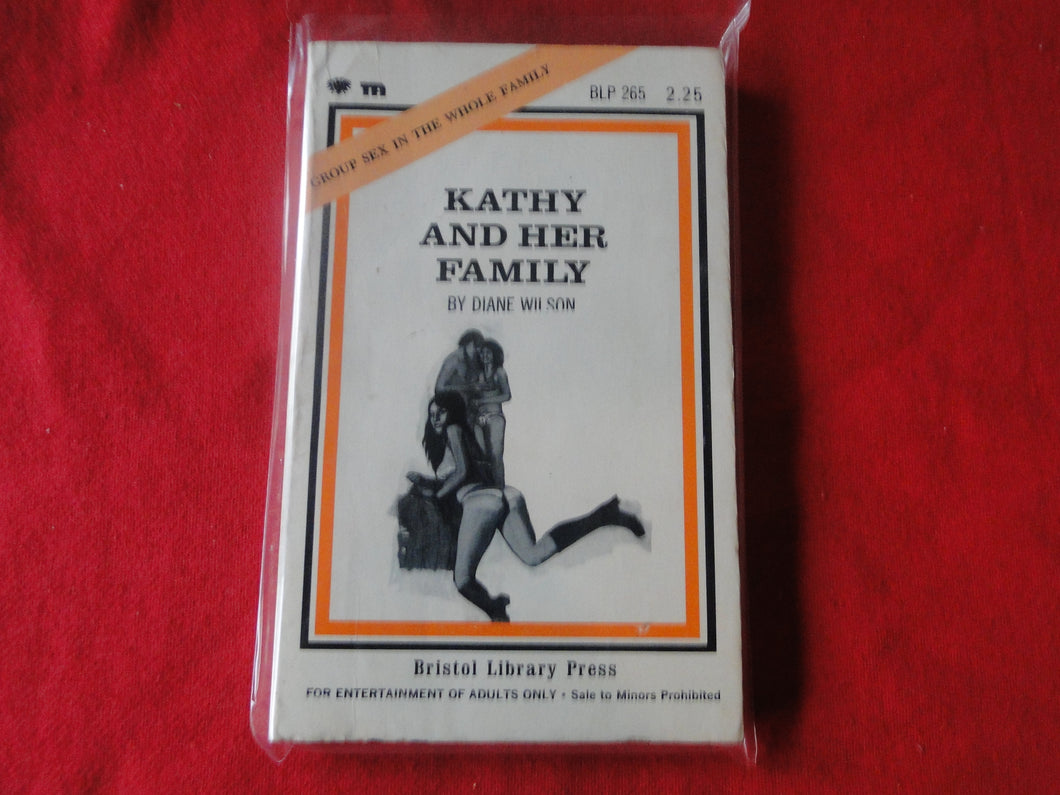 GROUP SEX IN THE WHOLE FAMILY
m
BLP 265 2.25
KATHY
AND HER
FAMILY
BY DIANE WILSON
Bristol Library Press
FOR ENTERTAINMENT OF ADULTS ONLY • Sale to Minors Prohibited